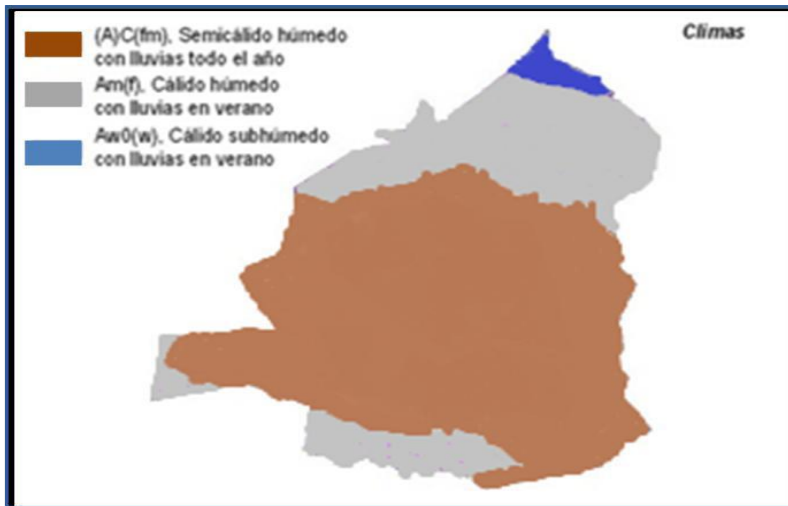 (A)C(fm), Semicálido húmedo
con lluvias todo el año
Am(f), Cálido húmedo
con lluvias en verano
Aw0(w), Cálido subhúmedo
con lluvias en verano
Climas